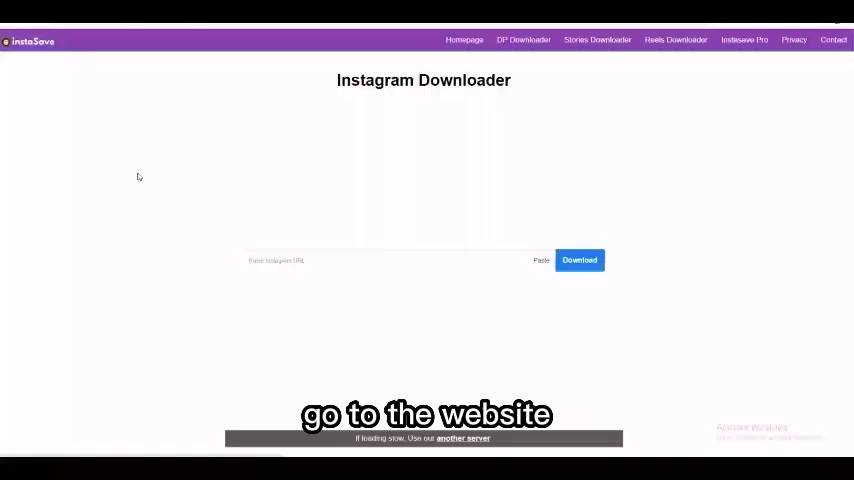 instaSave
Homepage DP Downloader Stories Downloader Reels Downloader Instasave Pro Privacy Contact
Instagram Downloader
Paste Instagram URL Paste Download
go to the website
If loading slow, Use our another server
Activate Windows